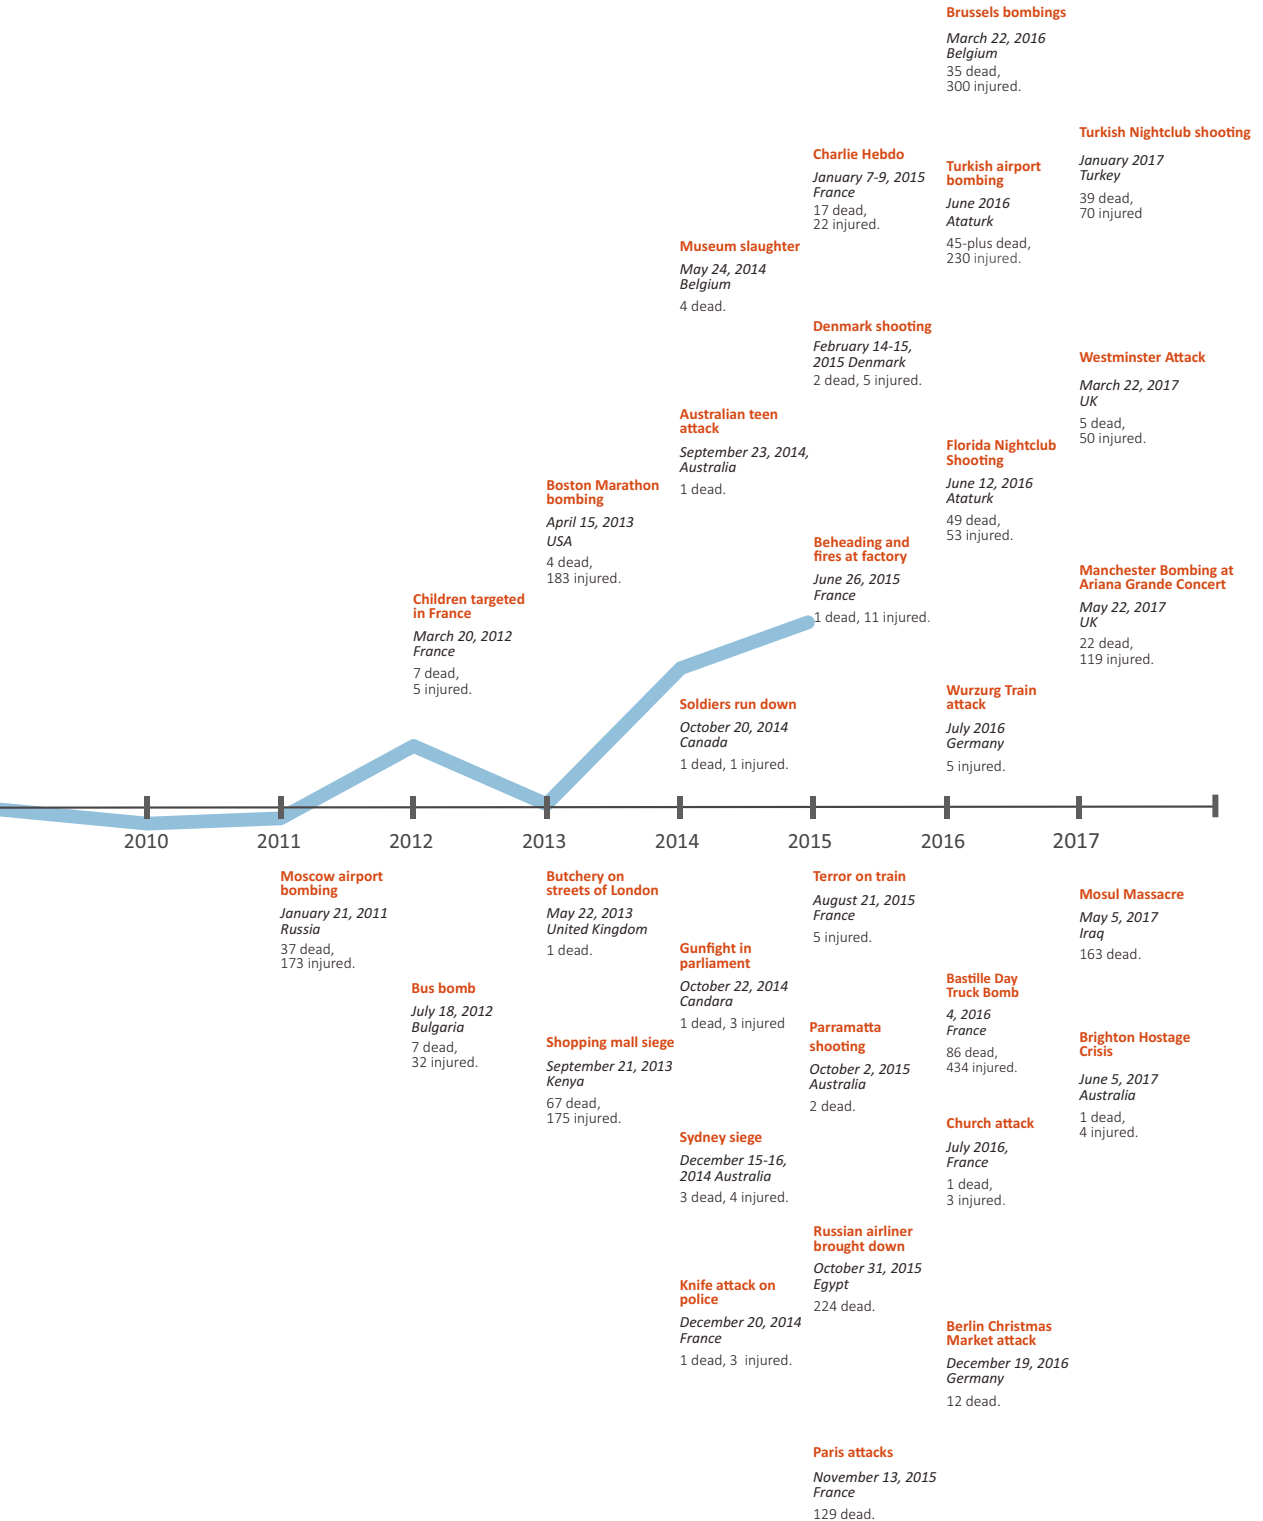 Brussels bombings
March 22, 2016
Belgium
35 dead,
300 injured.
Turkish Nightclub shooting
January 2017
Turkey
39 dead,
70 injured
Charlie Hebdo
January 7-9, 2015
France
17 dead,
22 injured.
Turkish airport
bombing
June 2016
Ataturk
45-plus dead,
230 injured.
Museum slaughter
May 24, 2014
Belgium
4 dead.
Denmark shooting
February 14-15,
2015 Denmark
2 dead, 5 injured.
Westminster Attack
March 22, 2017
UK
5 dead,
50 injured.
Australian teen
attack
September 23, 2014,
Australia
1 dead.
Florida Nightclub
Shooting
June 12, 2016
Ataturk
49 dead,
53 injured.
Boston Marathon
bombing
April 15, 2013
USA
4 dead,
183 injured.
Beheading and
fires at factory
June 26, 2015
France
1 dead, 11 injured.
Manchester Bombing at
Ariana Grande Concert
May 22, 2017
UK
22 dead,
119 injured.
Children targeted
in France
March 20, 2012
France
7 dead,
5 injured.
Soldiers run down
October 20, 2014
Canada
1 dead, 1 injured.
Wurzurg Train
attack
July 2016
Germany
5 injured.
2010 2011 2012 2013 2014 2015 2016 2017
Moscow airport
bombing
January 21, 2011
Russia
37 dead,
173 injured.
Butchery on
streets of London
May 22, 2013
United Kingdom
1 dead.
Terror on train
August 21, 2015
France
5 injured.
Mosul Massacre
May 5, 2017
Iraq
163 dead.
Gunfight in
parliament
October 22, 2014
Candara
1 dead, 3 injured
Bastille Day
Truck Bomb
4, 2016
France
86 dead,
434 injured.
Bus bomb
July 18, 2012
Bulgaria
7 dead,
32 injured.
Parramatta
shooting
October 2, 2015
Australia
2 dead.
Brighton Hostage
Crisis
June 5, 2017
Australia
1 dead,
4 injured.
Shopping mall siege
September 21, 2013
Kenya
67 dead,
175 injured.
Church attack
July 2016,
France
1 dead,
3 injured.
Sydney siege
December 15-16,
2014 Australia
3 dead, 4 injured.
Russian airliner
brought down
October 31, 2015
Egypt
224 dead.
Knife attack on
police
December 20, 2014
France
1 dead, 3 injured.
Berlin Christmas
Market attack
December 19, 2016
Germany
12 dead.
Paris attacks
November 13, 2015
France
129 dead.